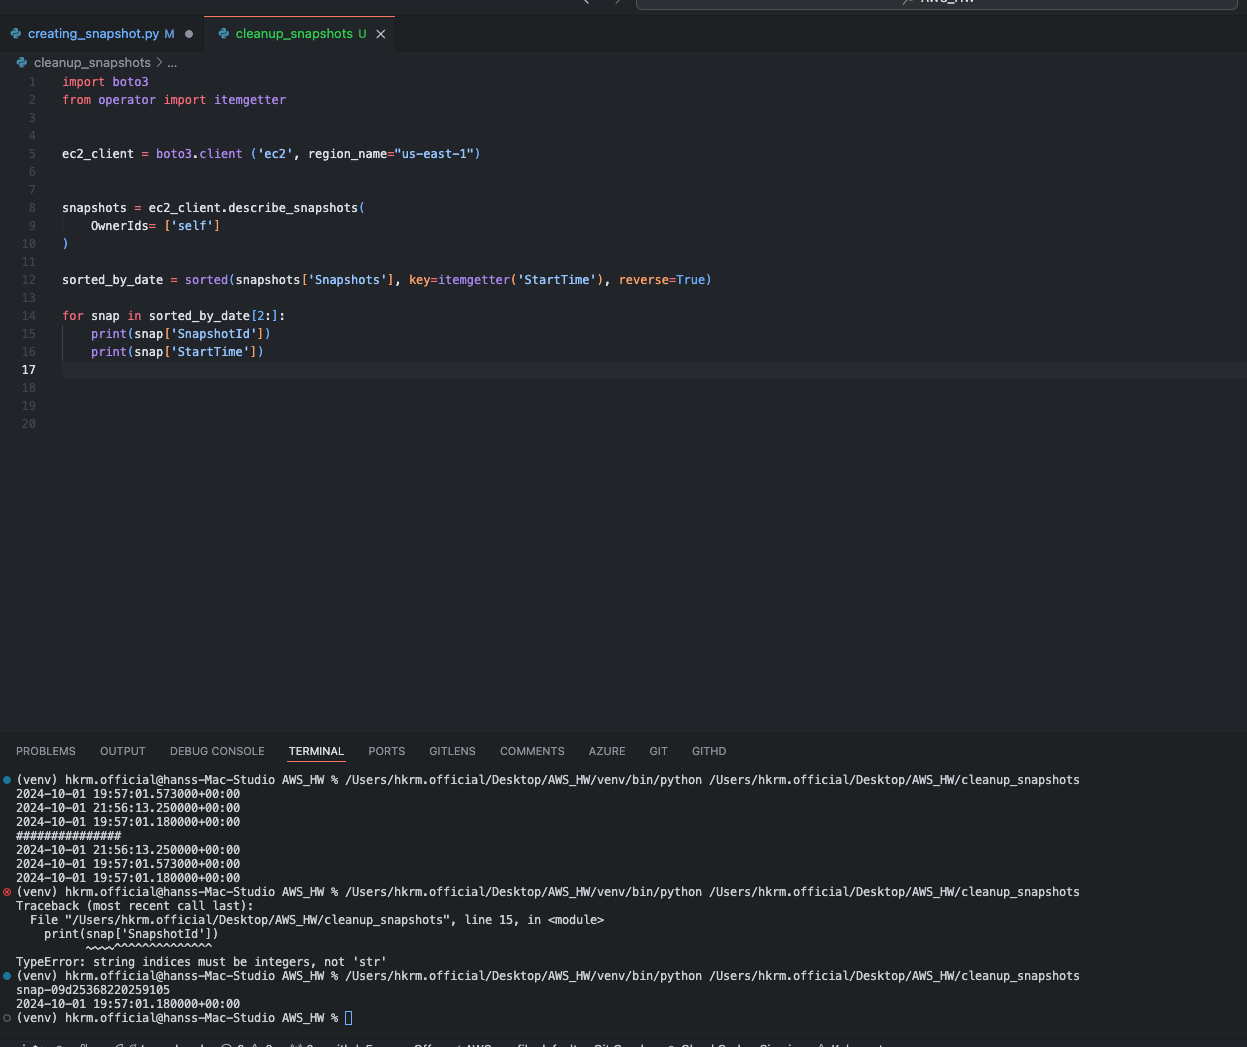 AWS_HW
creating_snapshot.py M
cleanup_snapshots U
cleanup_snapshots > ...
1 import boto3
2 from operator import itemgetter
3
4
5 ec2_client = boto3.client ('ec2', region_name="us-east-1")
6
7
8 snapshots = ec2_client.describe_snapshots(
9 OwnerIds= ['self']
10 )
11
12 sorted_by_date = sorted(snapshots['Snapshots'], key=itemgetter('StartTime'), reverse=True)
13
14 for snap in sorted_by_date[2:]:
15 print(snap['SnapshotId'])
16 print(snap['StartTime'])
17
18
19
20
PROBLEMS OUTPUT DEBUG CONSOLE TERMINAL PORTS GITLENS COMMENTS AZURE GIT GITHD
(venv) hkrm.official@hanss-Mac-Studio AWS_HW % /Users/hkrm.official/Desktop/AWS_HW/venv/bin/python /Users/hkrm.official/Desktop/AWS_HW/cleanup_snapshots
2024-10-01 19:57:01.573000+00:00
2024-10-01 21:56:13.250000+00:00
2024-10-01 19:57:01.180000+00:00
###############
2024-10-01 21:56:13.250000+00:00
2024-10-01 19:57:01.573000+00:00
2024-10-01 19:57:01.180000+00:00
(venv) hkrm.official@hanss-Mac-Studio AWS_HW % /Users/hkrm.official/Desktop/AWS_HW/venv/bin/python /Users/hkrm.official/Desktop/AWS_HW/cleanup_snapshots
Traceback (most recent call last):
File "/Users/hkrm.official/Desktop/AWS_HW/cleanup_snapshots", line 15, in <module>
print(snap['SnapshotId'])
~~~~^^^^^^^^^^^^^^
TypeError: string indices must be integers, not 'str'
(venv) hkrm.official@hanss-Mac-Studio AWS_HW % /Users/hkrm.official/Desktop/AWS_HW/venv/bin/python /Users/hkrm.official/Desktop/AWS_HW/cleanup_snapshots
snap-09d25368220259105
2024-10-01 19:57:01.180000+00:00
(venv) hkrm.official@hanss-Mac-Studio AWS_HW %